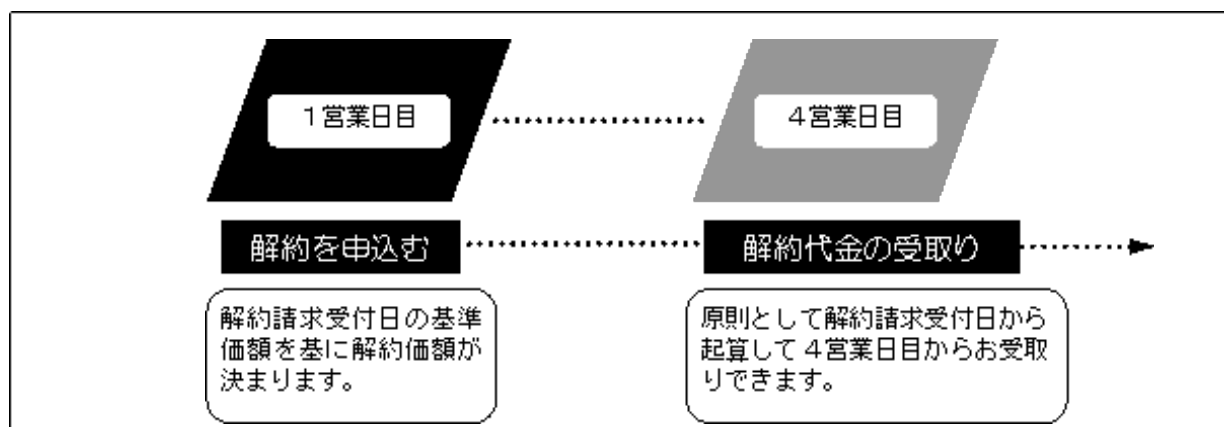 １営業日目
４営業日目
解約を申込む
解約代金の受取り
解約請求受付日の基準
価額を基に解約価額が
決まります。
原則として解約請求受付日から
起算して４営業日目からお受取
りできます。